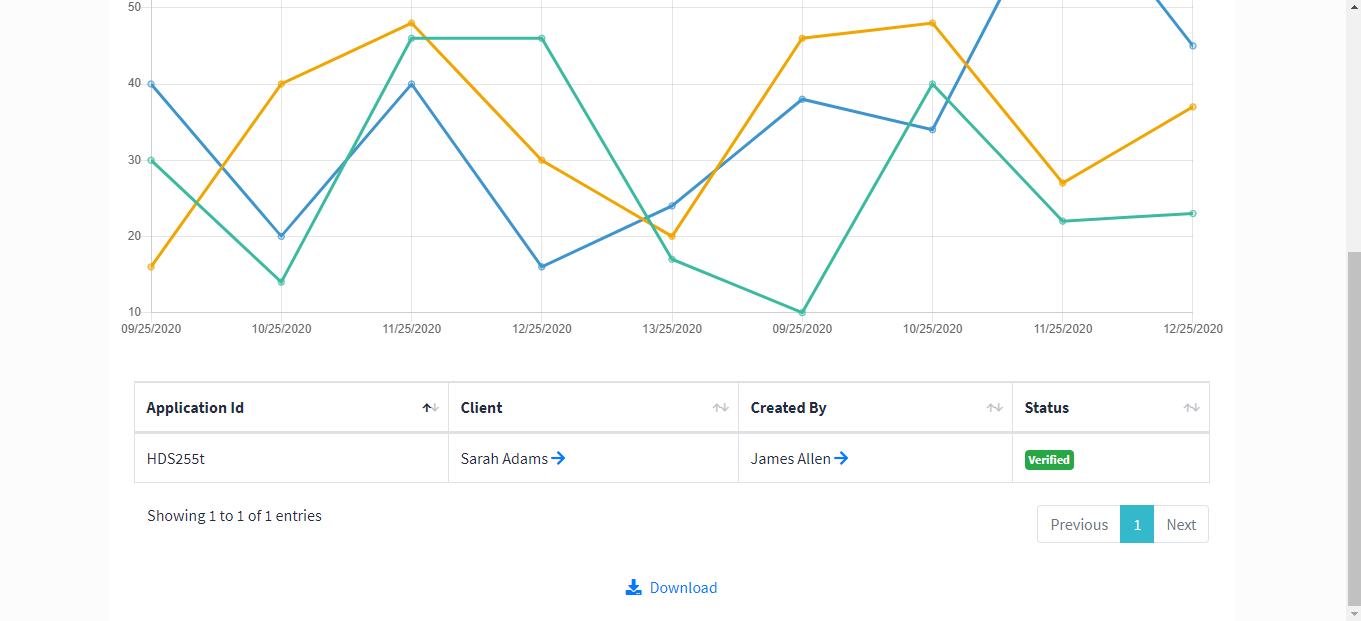 50
40
30
20
10
09/25/2020 10/25/2020 11/25/2020 12/25/2020 13/25/2020 09/25/2020 10/25/2020 11/25/2020 12/25/2020
Application Id Client Created By Status
HDS255t Sarah Adams James Allen Verified
Showing 1 to 1 of 1 entries
Previous 1 Next
Download